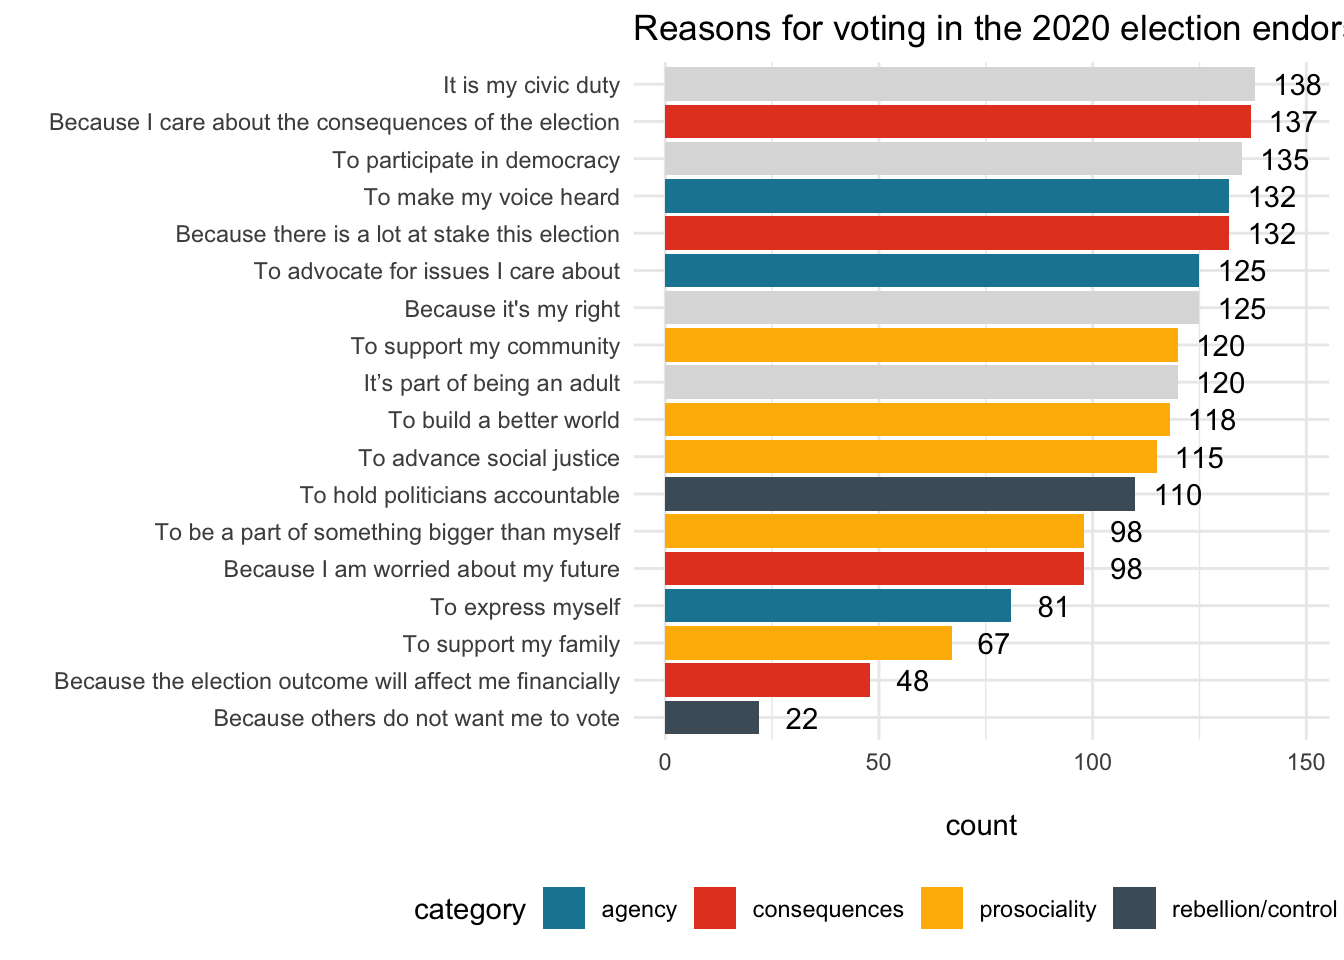 Reasons for voting in the 2020 election
It is my civic duty 138
Because I care about the consequences of the election 137
To participate in democracy 135
To make my voice heard 132
Because there is a lot at stake this election 132
To advocate for issues I care about 125
Because it's my right 125
To support my community 120
It’s part of being an adult 120
To build a better world 118
To advance social justice 115
To hold politicians accountable 110
To be a part of something bigger than myself 98
Because I am worried about my future 98
To express myself 81
To support my family 67
Because the election outcome will affect me financially 48
Because others do not want me to vote 22
0 50 100 150
count
category agency consequences prosociality rebellion/control